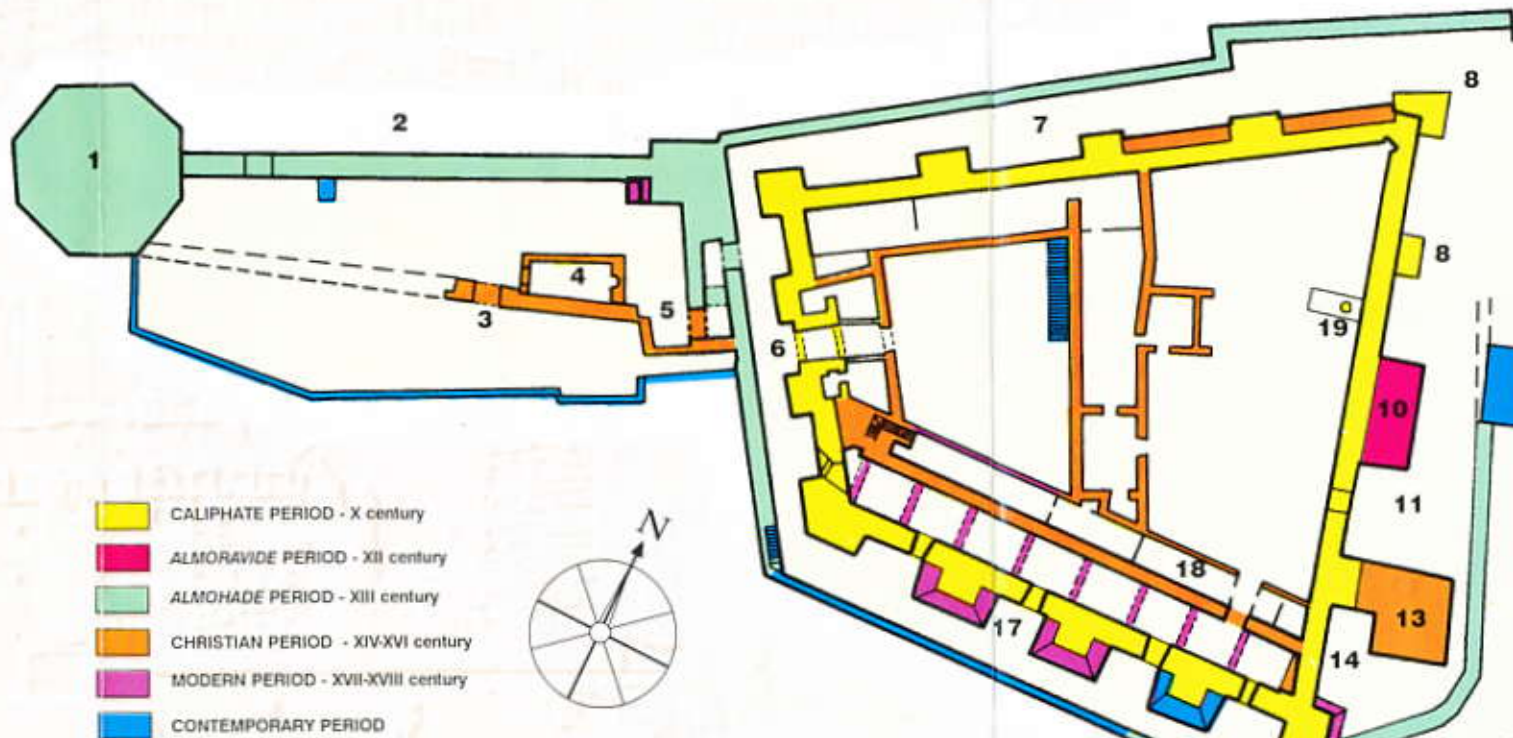 8
2
7
1
8
4
5
3
19
6
10
11
CALIPHATE PERIOD - X century
N
ALMORAVIDE PERIOD - XII century
18
ALMOHADE PERIOD - XIII century
13
17
CHRISTIAN PERIOD - XIV-XVI century
14
MODERN PERIOD - XVII-XVIII century
CONTEMPORARY PERIOD